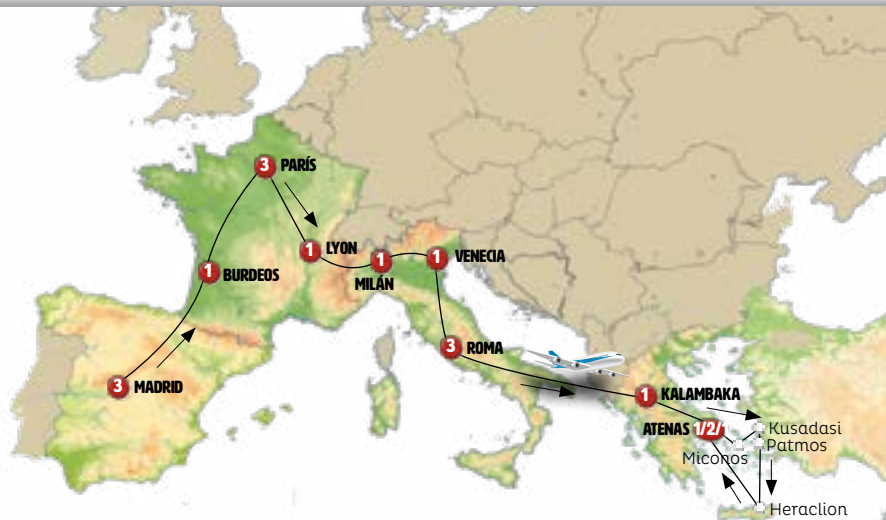 3 PARÍS
1 LYON
1 BURDEOS
1
MILÁN
1 VENECIA
3 MADRID
3 ROMA
1 KALAMBAKA
ATENAS 1/2/1
Kusadasi
Patmos
Miconos
Heraclion